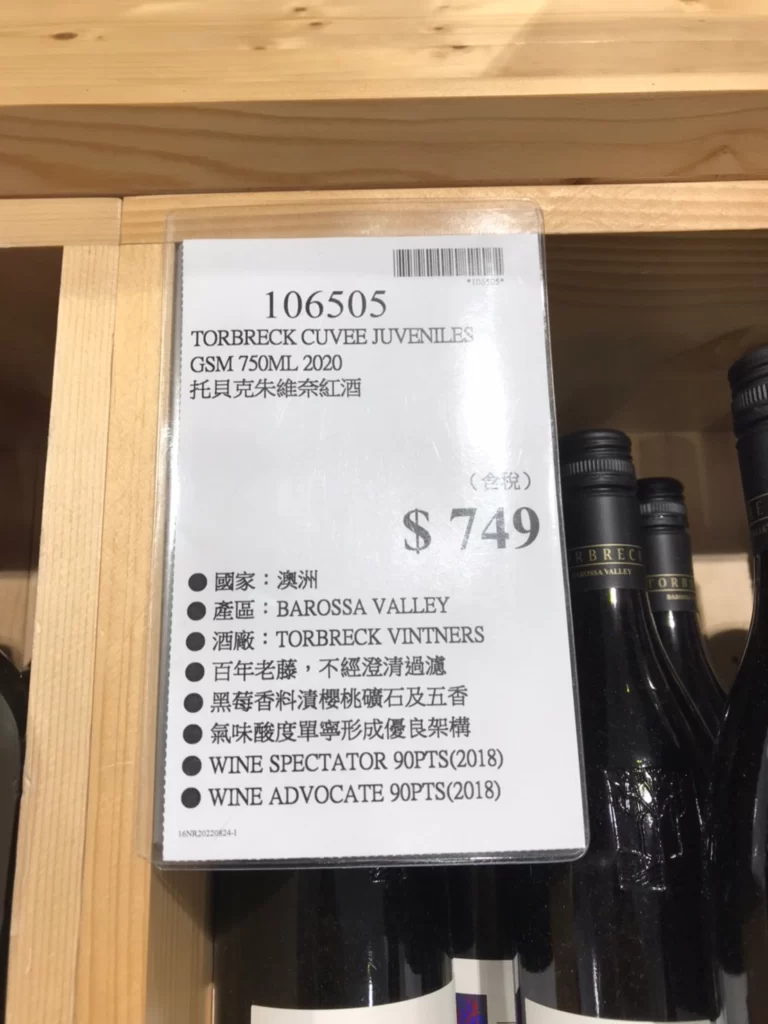 *106505*
106505
TORBRECK CUVEE JUVENILES
GSM 750ML 2020
托貝克朱維奈紅酒
(含稅)
$ 749
● 國家：澳洲
● 產區：BAROSSA VALLEY
● 酒廠：TORBRECK VINTNERS
● 百年老藤，不經澄清過濾
● 黑莓香料漬櫻桃礦石及五香
● 氣味酸度單寧形成優良架構
● WINE SPECTATOR 90PTS(2018)
● WINE ADVOCATE 90PTS(2018)
16NR20220824-1
RBREC
BAROSSA VALLEY
TORB